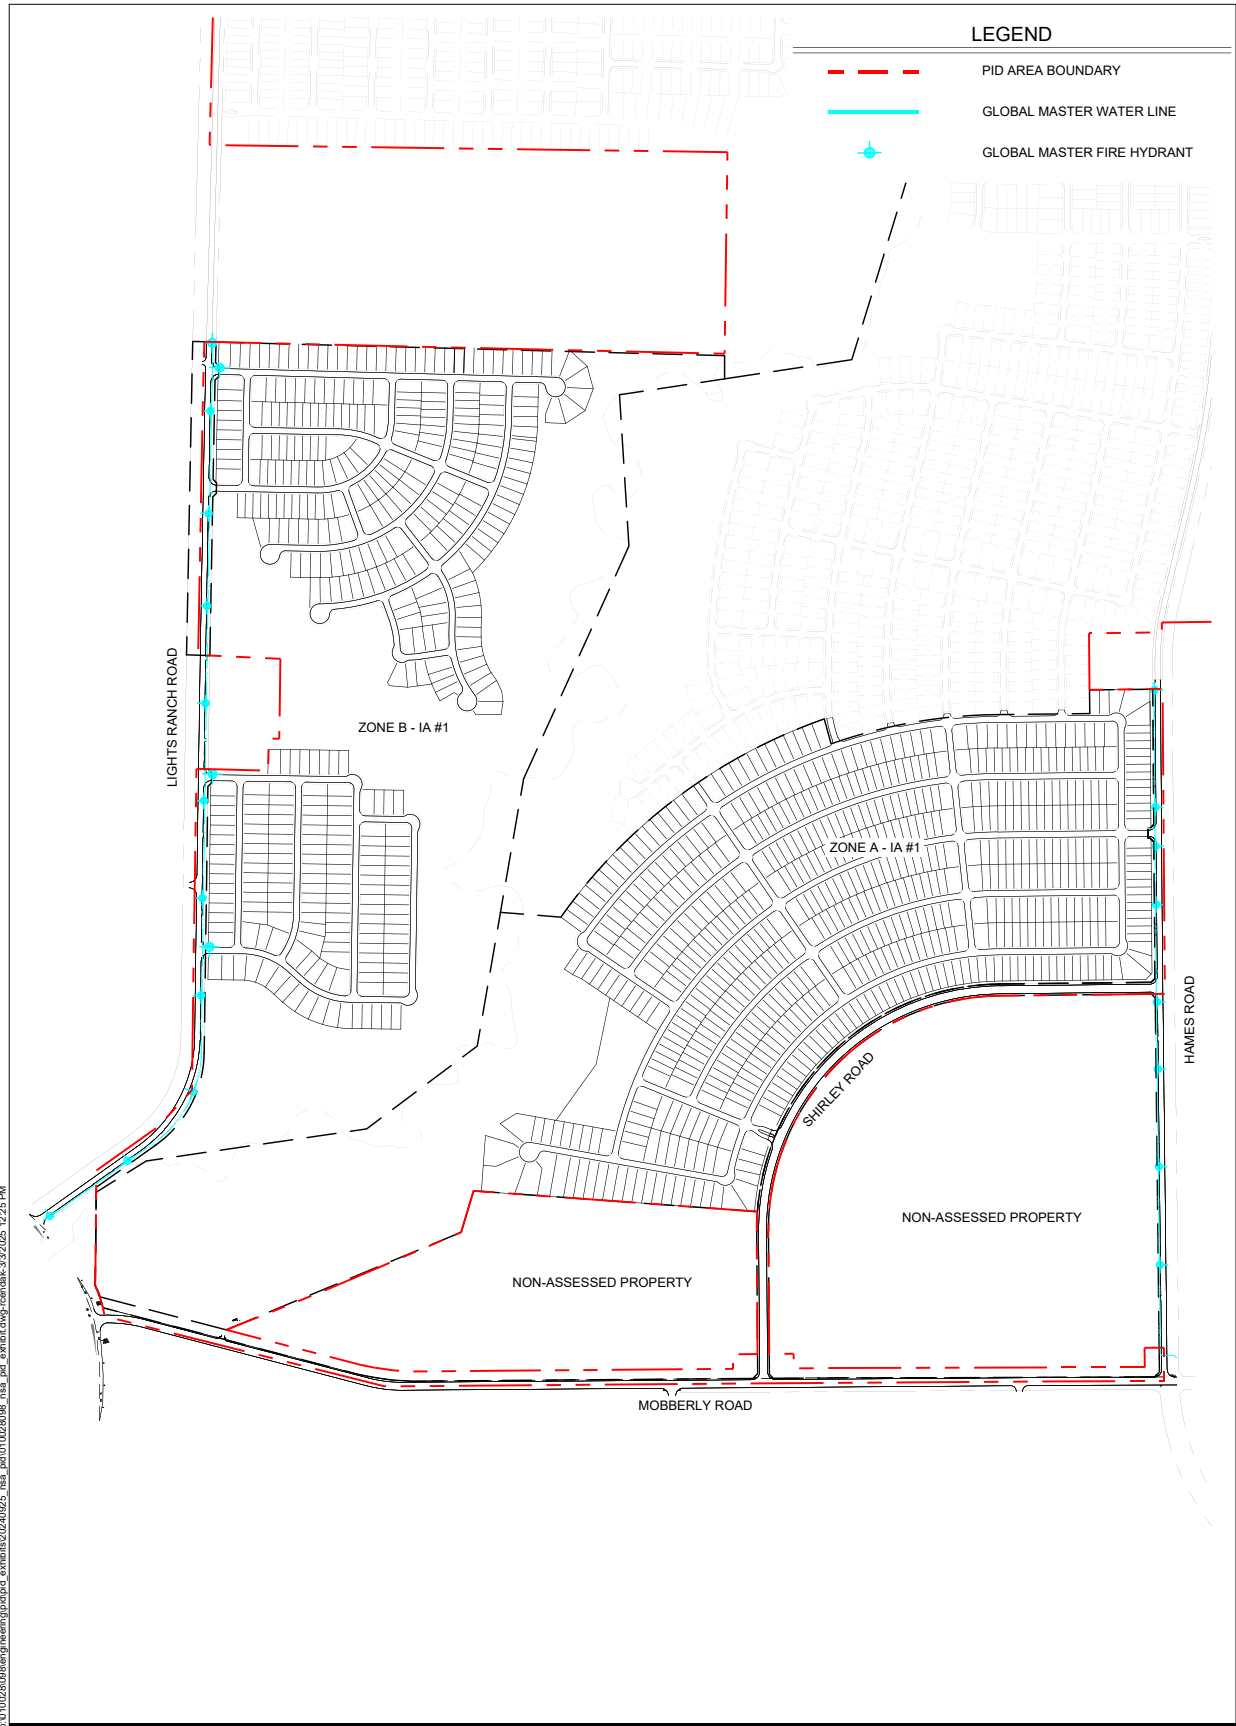 LEGEND
PID AREA BOUNDARY
GLOBAL MASTER WATER LINE
GLOBAL MASTER FIRE HYDRANT
LIGHTS RANCH ROAD
ZONE B - IA #1
ZONE A - IA #1
HAMES ROAD
SHIRLEY ROAD
NON-ASSESSED PROPERTY
NON-ASSESSED PROPERTY
MOBBERLY ROAD